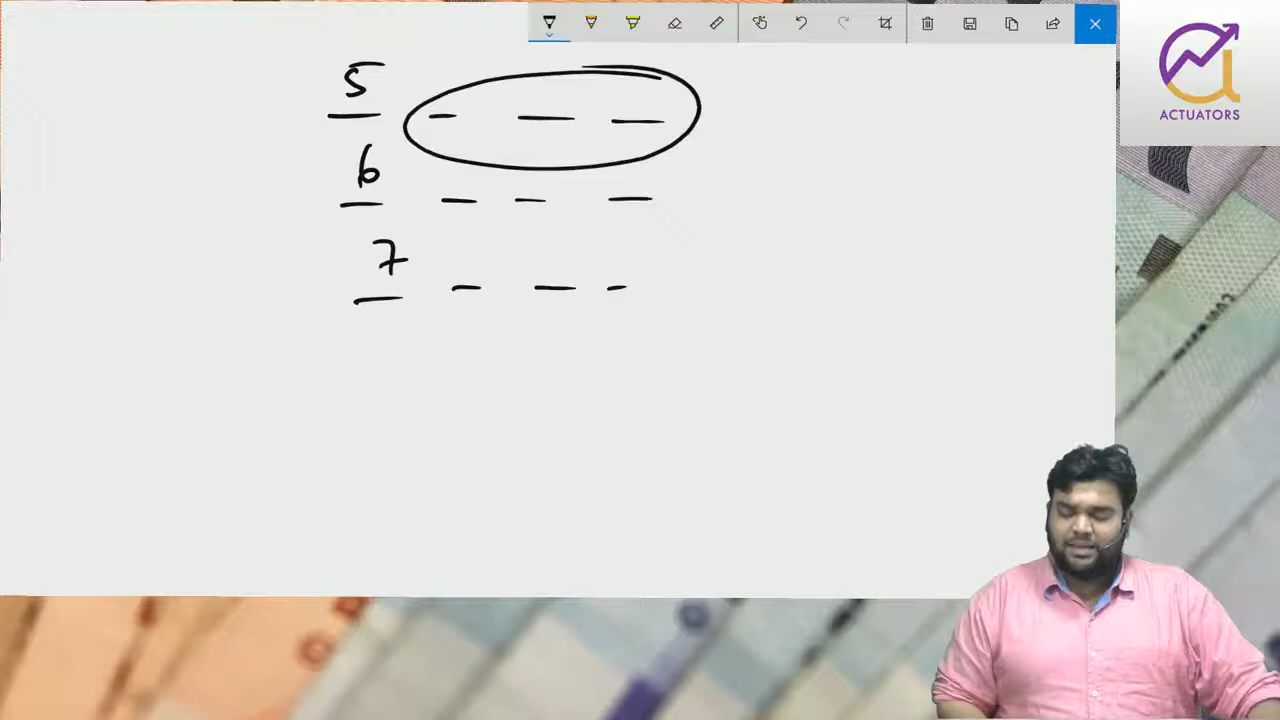 5 _ _ _
6
_ _ _ _
7
_ _ _ _
ACTUATORS